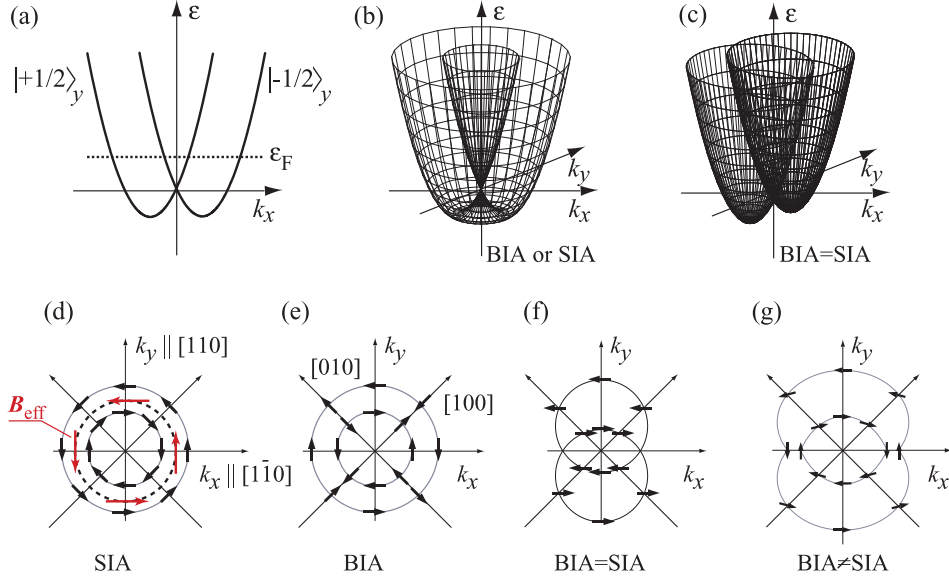 (a)
ε
|+1/2⟩y
|-1/2⟩y
εF
kx
(b)
ky
kx
BIA or SIA
(c)
ε
ky
kx
BIA=SIA
(d)
ky || [110]
Beff
kx || [11̄0]
SIA
(e)
ky
[010]
[100]
kx
BIA
(f)
ky
kx
BIA=SIA
(g)
ky
kx
BIA≠SIA